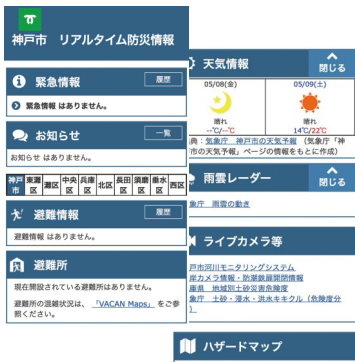 神戸市 リアルタイム防災情報
緊急情報
履歴
緊急情報 はありません。
お知らせ
一覧
お知らせ はありません。
神戸市
東灘区
灘区
中央区
兵庫区
北区
長田区
須磨区
垂水区
西区
避難情報
履歴
避難情報 はありません。
避難所
現在開設されている避難所はありません。
避難所の混雑状況は、「VACAN Maps」 をご参
照ください。
天気情報
閉じる
05/08(金)
05/09(土)
晴れ
晴れ
--℃/--℃
14℃/22℃
典：気象庁 神戸市の天気予報 （気象庁「神
市の天気予報」ページの情報をもとに作成）
雨雲レーダー
閉じる
象庁 雨雲の動き
ライブカメラ等
戸市河川モニタリングシステム
岸カメラ情報・防潮鉄扉開閉情報
庫県 地域別土砂災害危険度
象庁 土砂・浸水・洪水キキクル（危険度分
）
ハザードマップ